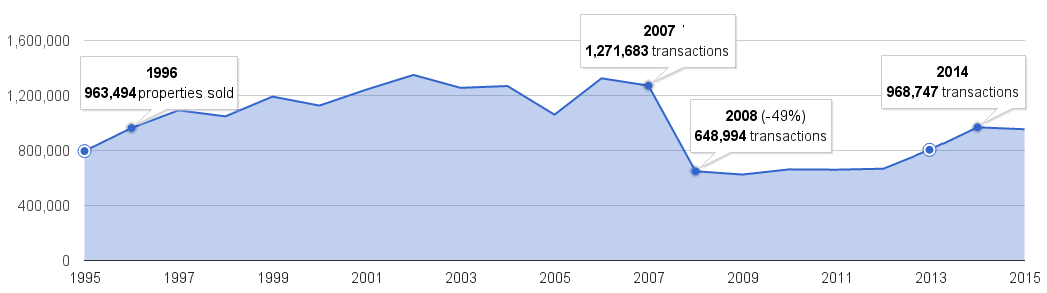 2007 '
1,271,683 transactions
1,600,000
1996
963,494 properties sold
2014
968,747 transactions
1,200,000
2008 (-49%)
648,994 transactions
800,000
400,000
0
1995 1997 1999 2001 2003 2005 2007 2009 2011 2013 2015